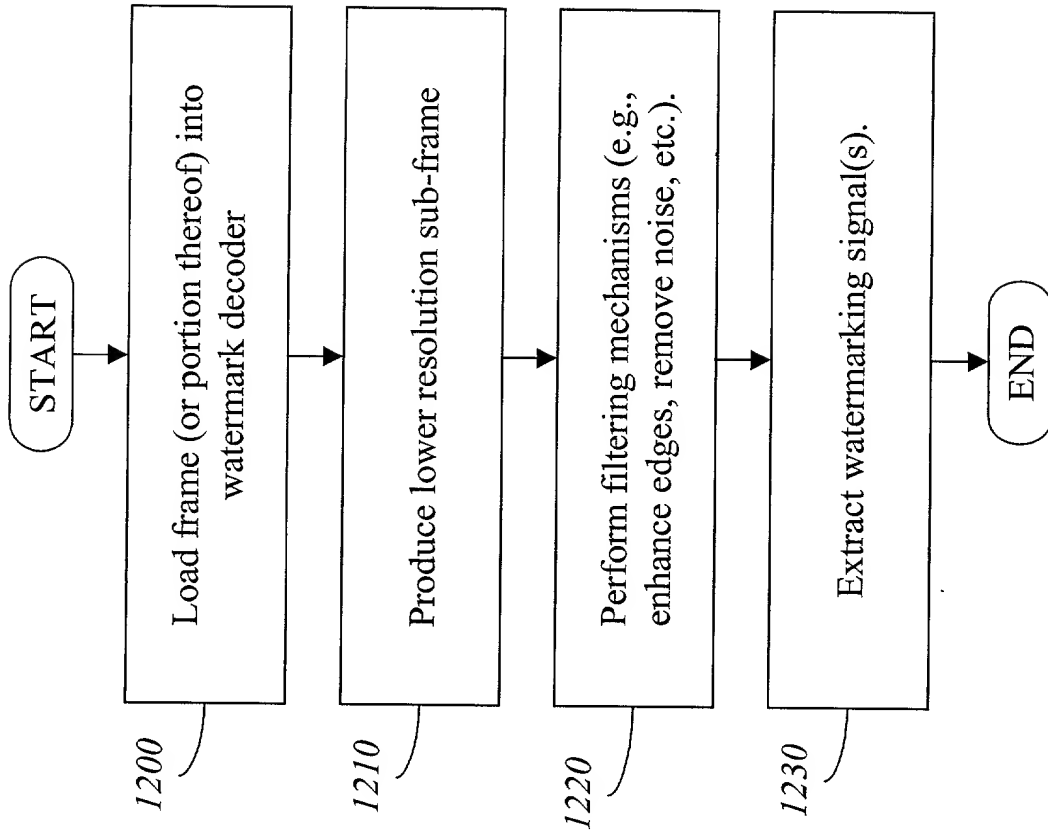 START
1200
Load frame (or portion thereof) into
watermark decoder
1210
Produce lower resolution sub-frame
1220
Perform filtering mechanisms (e.g.,
enhance edges, remove noise, etc.).
1230
Extract watermarking signal(s).
END